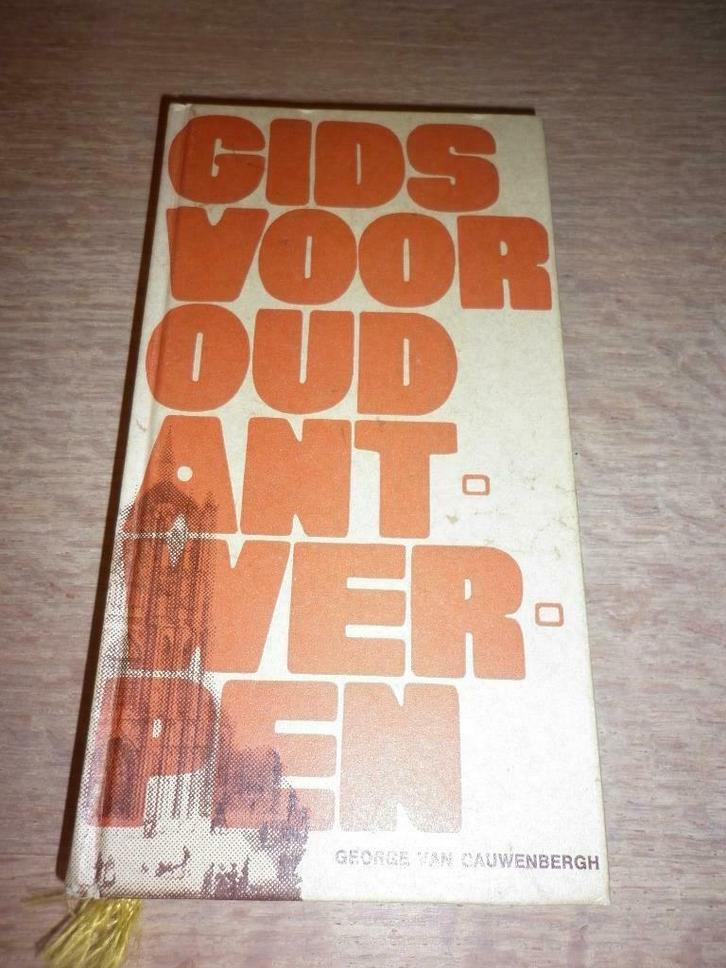 GIDS
VOOR
OUD
ANT-
WER-
PEN
GEORGE VAN CAUWENBERGH